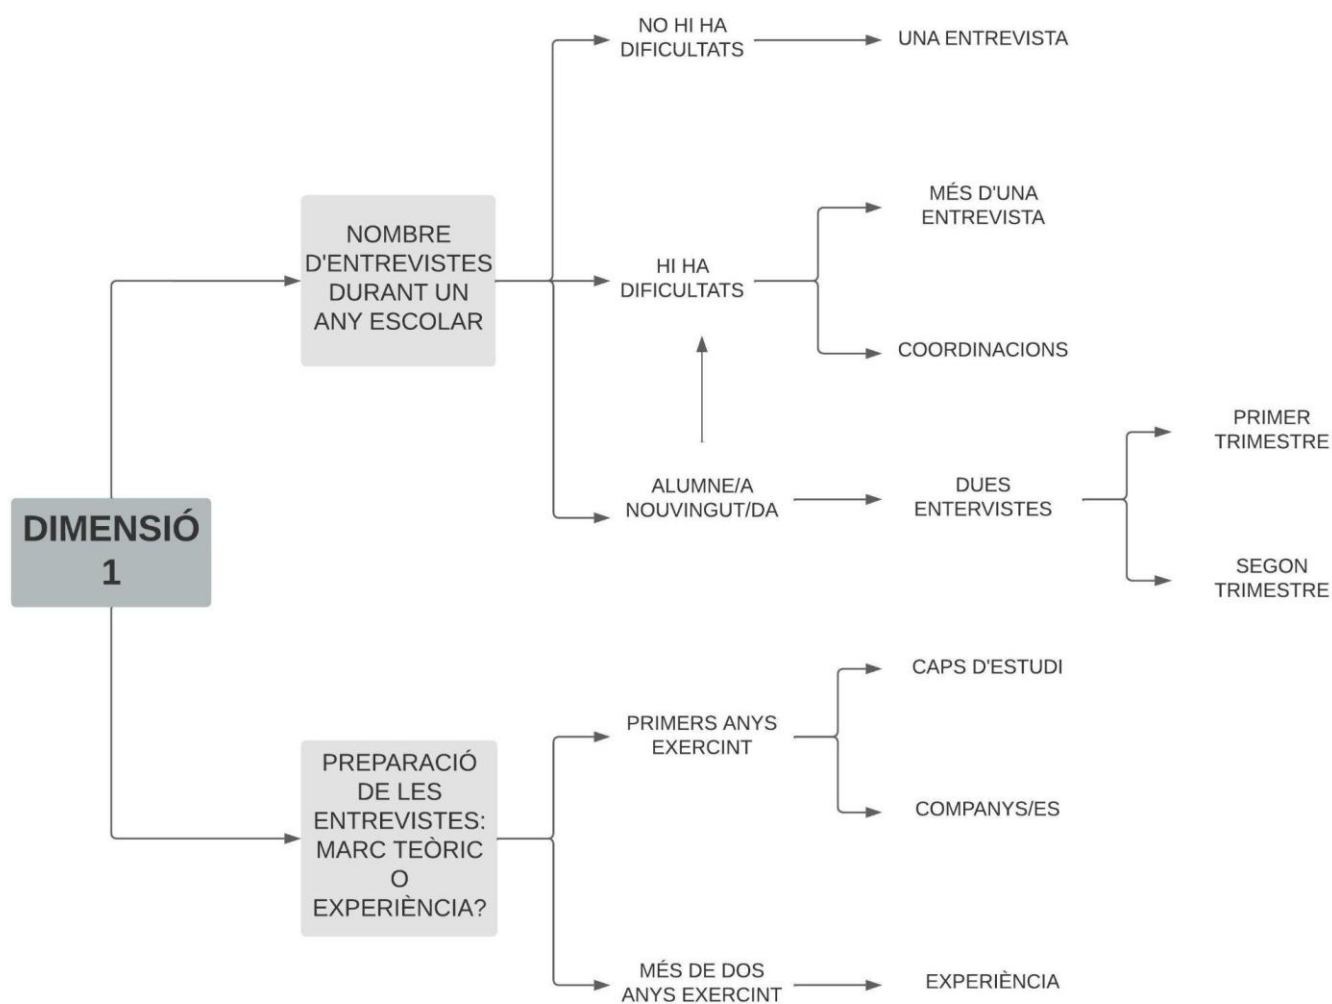 NO HI HA
DIFICULTATS
UNA ENTREVISTA
MÉS D'UNA
ENTREVISTA
NOMBRE
D'ENTREVISTES
DURANT UN
ANY ESCOLAR
HI HA
DIFICULTATS
COORDINACIONS
PRIMER
TRIMESTRE
ALUMNE/A
NOUVINGUT/DA
DUES
ENTERVISTES
DIMENSIÓ
1
SEGON
TRIMESTRE
CAPS D'ESTUDI
PRIMERS ANYS
EXERCINT
PREPARACIÓ
DE LES
ENTREVISTES:
MARC TEÒRIC
O
EXPERIÈNCIA?
COMPANYS/ES
MÉS DE DOS
ANYS EXERCINT
EXPERIÈNCIA